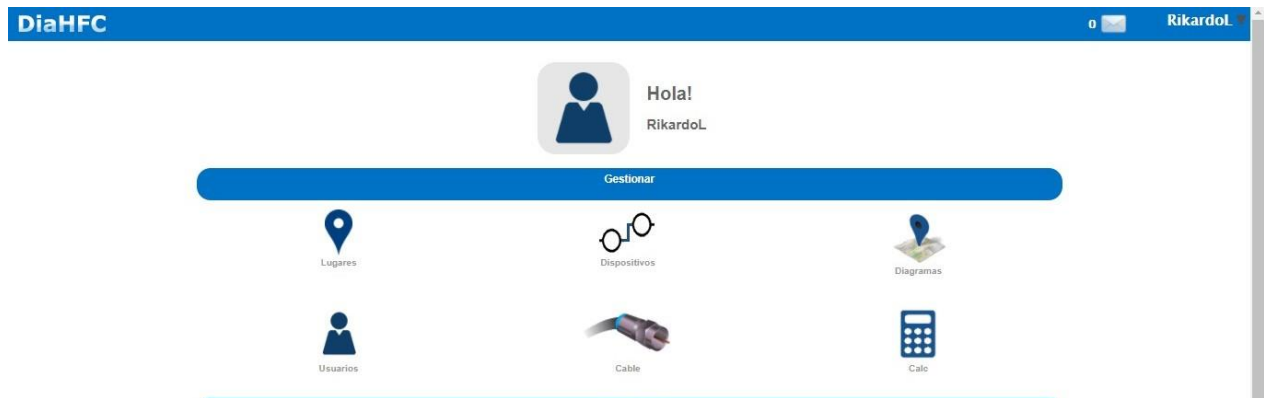 DiaHFC
0
RikardoL
Hola!
RikardoL
Gestionar
Lugares
Dispositivos
Diagramas
Usuarios
Cable
Calc